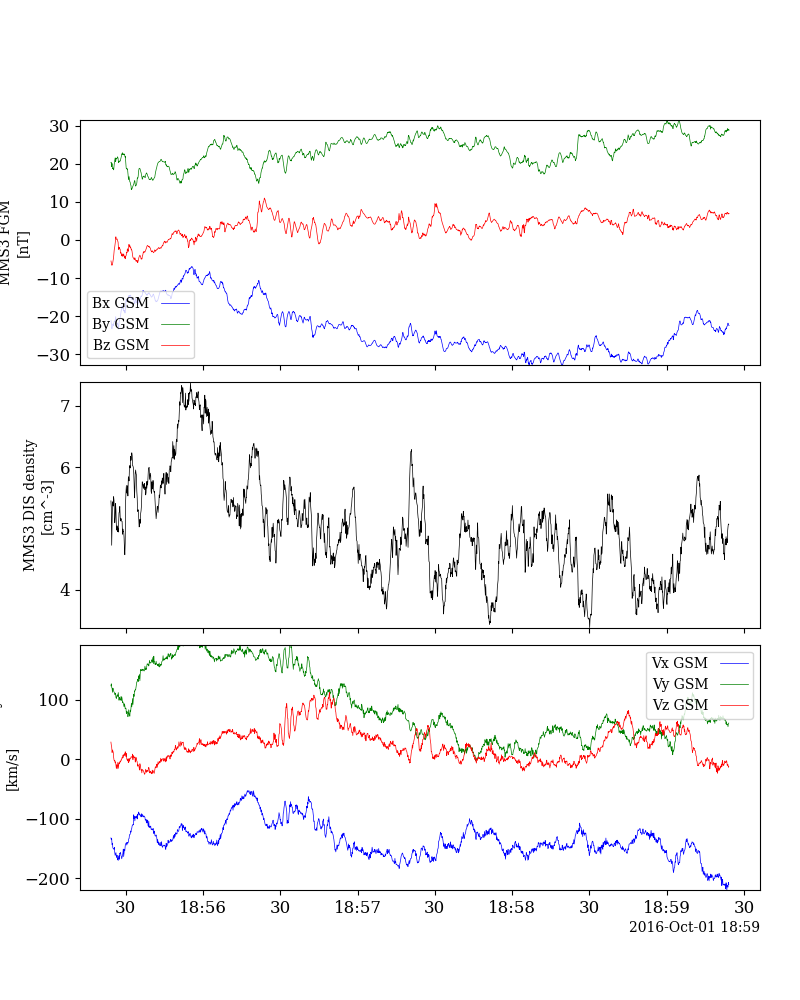 30
20
10
0
−10
−20
−30
MMS3 FGM
[nT]
Bx GSM
By GSM
Bz GSM
7
6
5
4
MMS3 DIS density
[cm^-3]
100
0
−100
−200
[km/s]
Vx GSM
Vy GSM
Vz GSM
30 18:56 30 18:57 30 18:58 30 18:59 30
2016-Oct-01 18:59